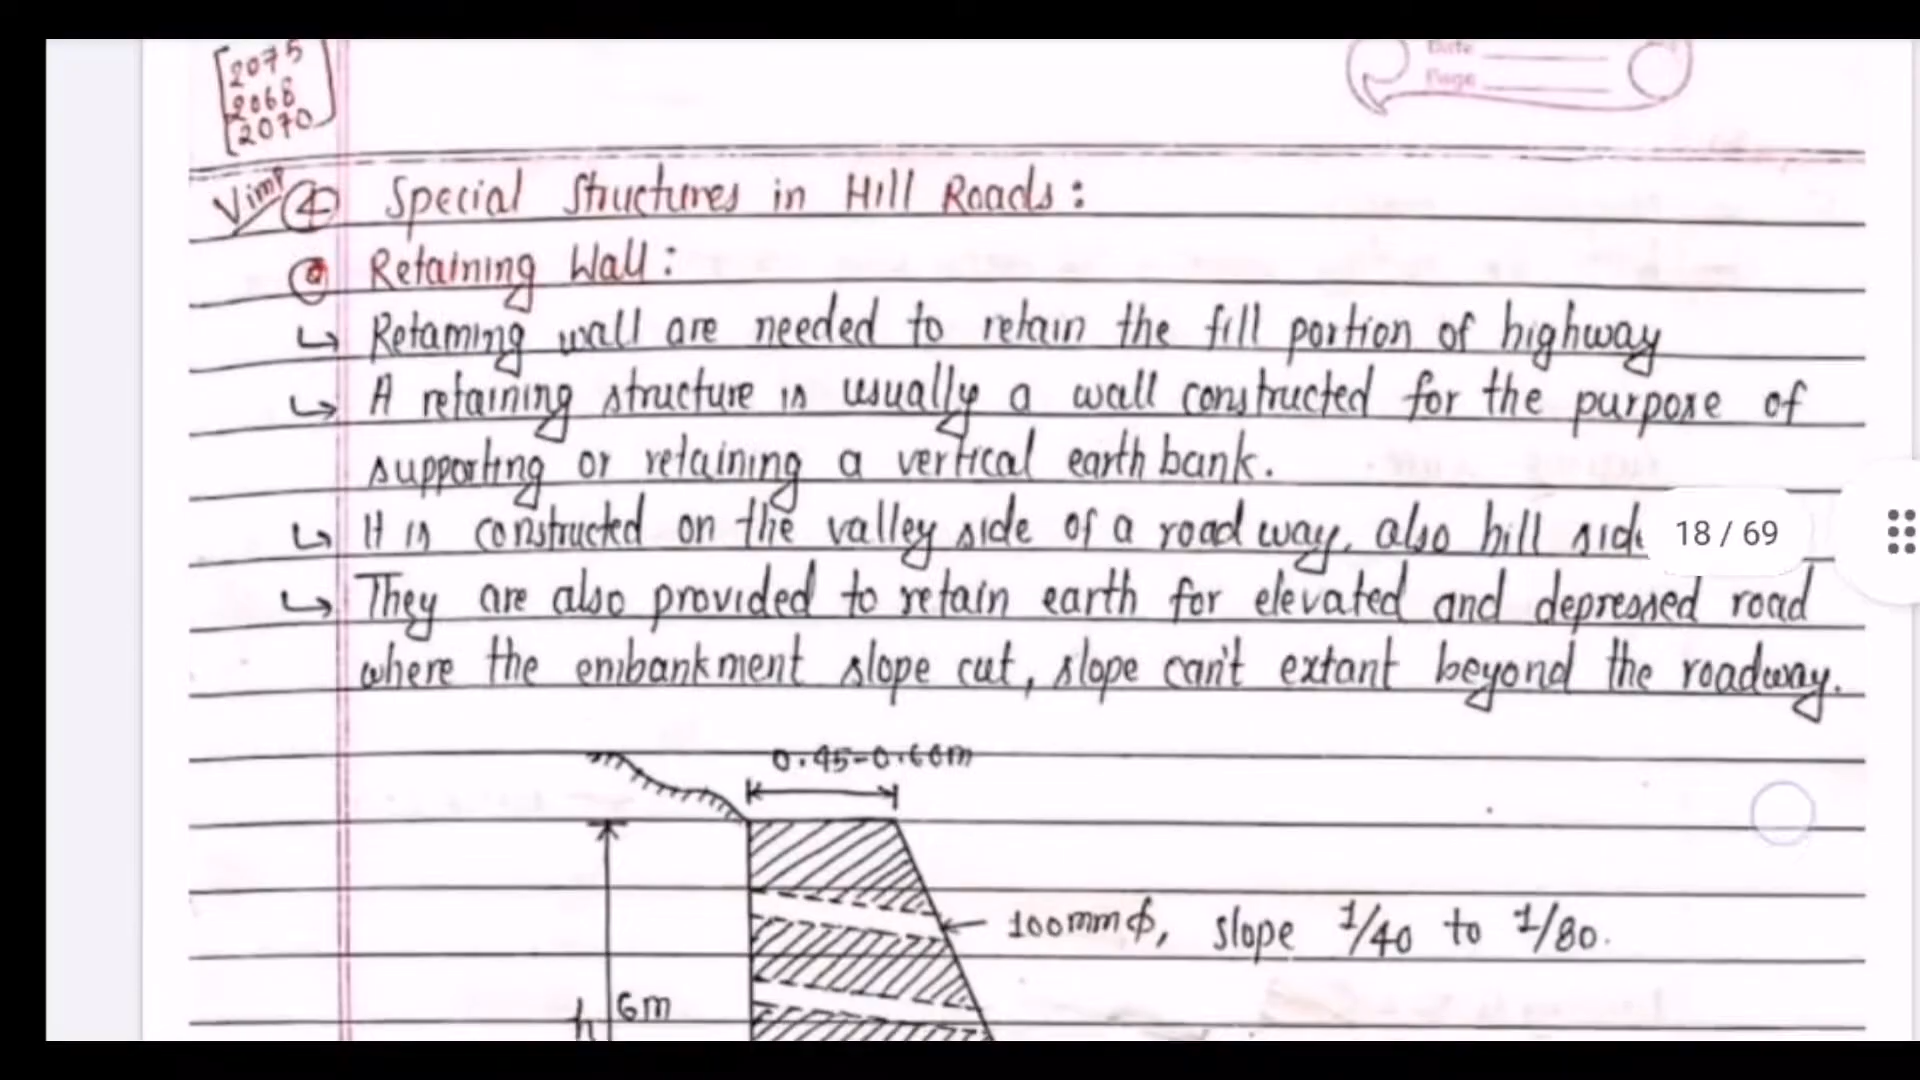 2075
2068
2070
Date
Page
V.imp ④ Special Structures in Hill Roads :
ⓐ Retaining Wall :
↳ Retaining wall are needed to retain the fill portion of highway
↳ A retaining structure is usually a wall constructed for the purpose of
supporting or retaining a vertical earth bank.
↳ It is constructed on the valley side of a road way, also hill side
18 / 69
↳ They are also provided to retain earth for elevated and depressed road
where the embankment slope cut, slope can't extant beyond the roadway.
0.45-0.60m
100mmϕ, slope 1/40 to 1/80.
h 6m